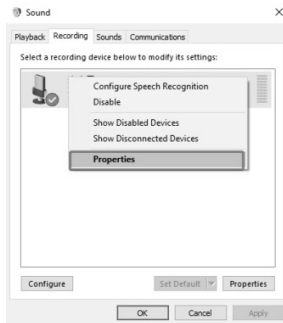 Sound
Playback Recording Sounds Communications
Select a recording device below to modify its settings:
Configure Speech Recognition
Disable
Show Disabled Devices
Show Disconnected Devices
Properties
Configure Set Default Properties
OK Cancel Apply